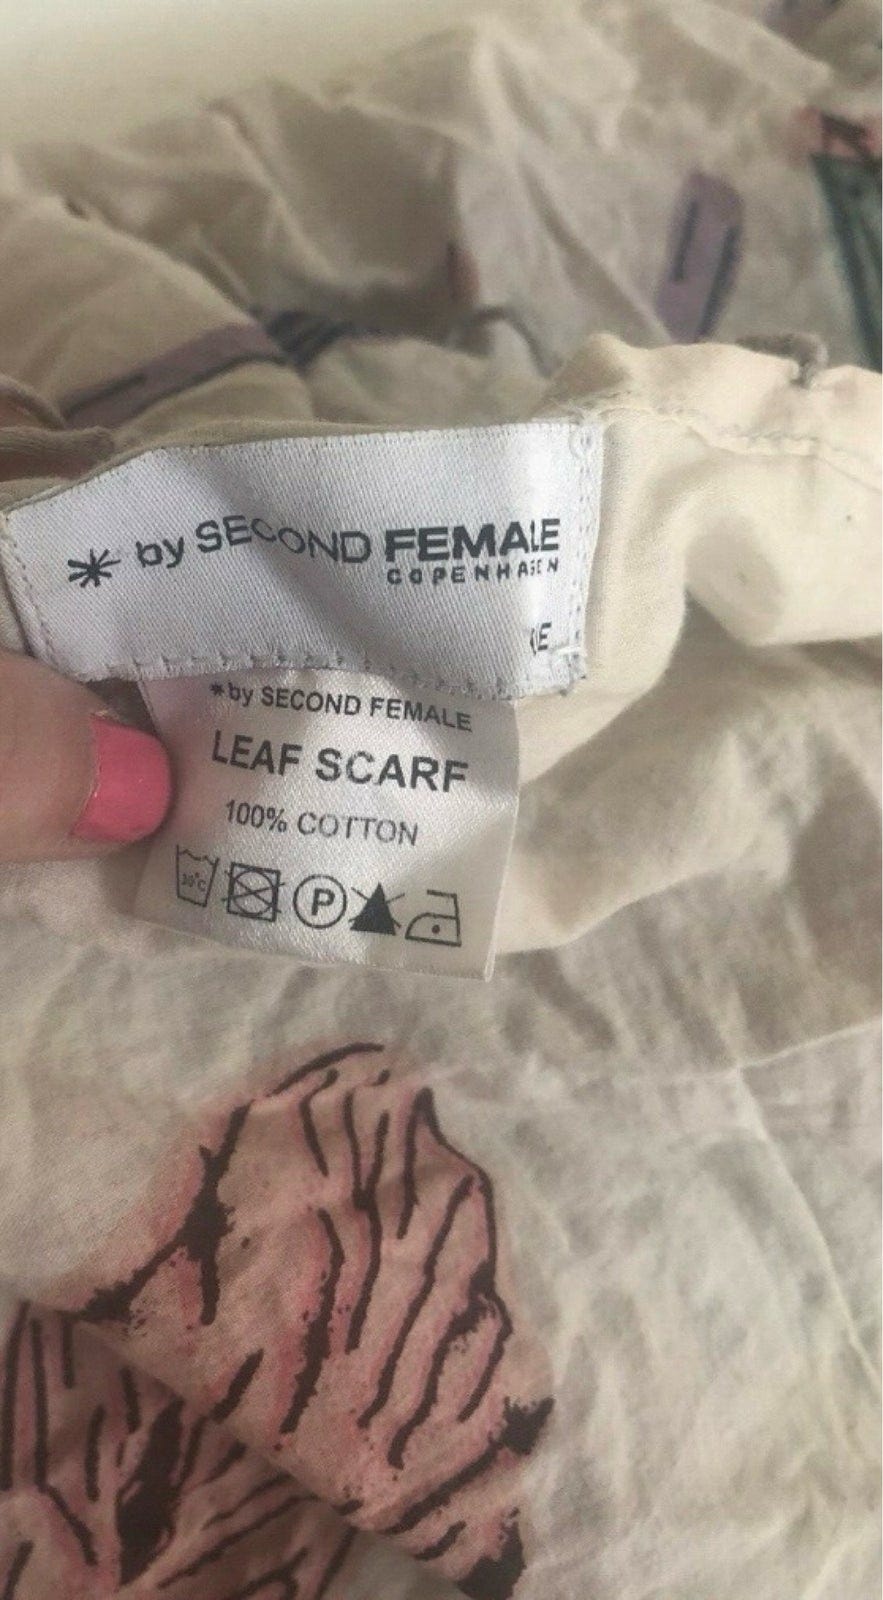 * by SECOND FEMALE
COPENHAGEN
*by SECOND FEMALE
LEAF SCARF
100% COTTON
30°C
P